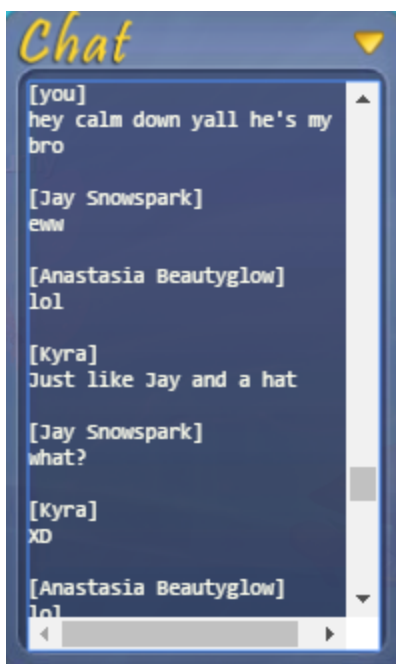 Chat
[you]
hey calm down yall he's my
bro
[Jay Snowspark]
eww
[Anastasia Beautyglow]
lol
[Kyra]
Just like Jay and a hat
[Jay Snowspark]
what?
[Kyra]
XD
[Anastasia Beautyglow]
lol